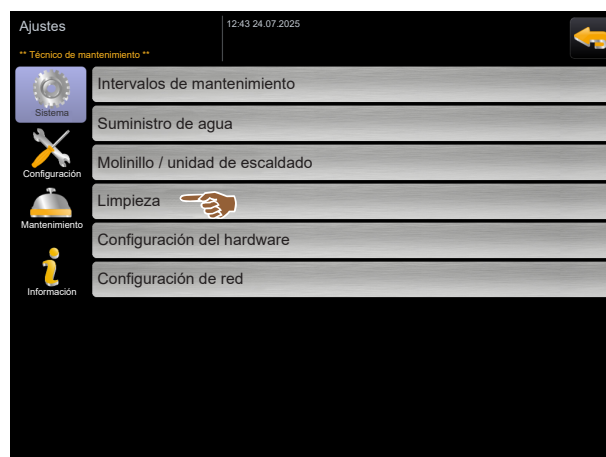 Ajustes
12:43 24.07.2025
** Técnico de mantenimiento **
Sistema
Configuración
Mantenimiento
Información
Intervalos de mantenimiento
Suministro de agua
Molinillo / unidad de escaldado
Limpieza
Configuración del hardware
Configuración de red